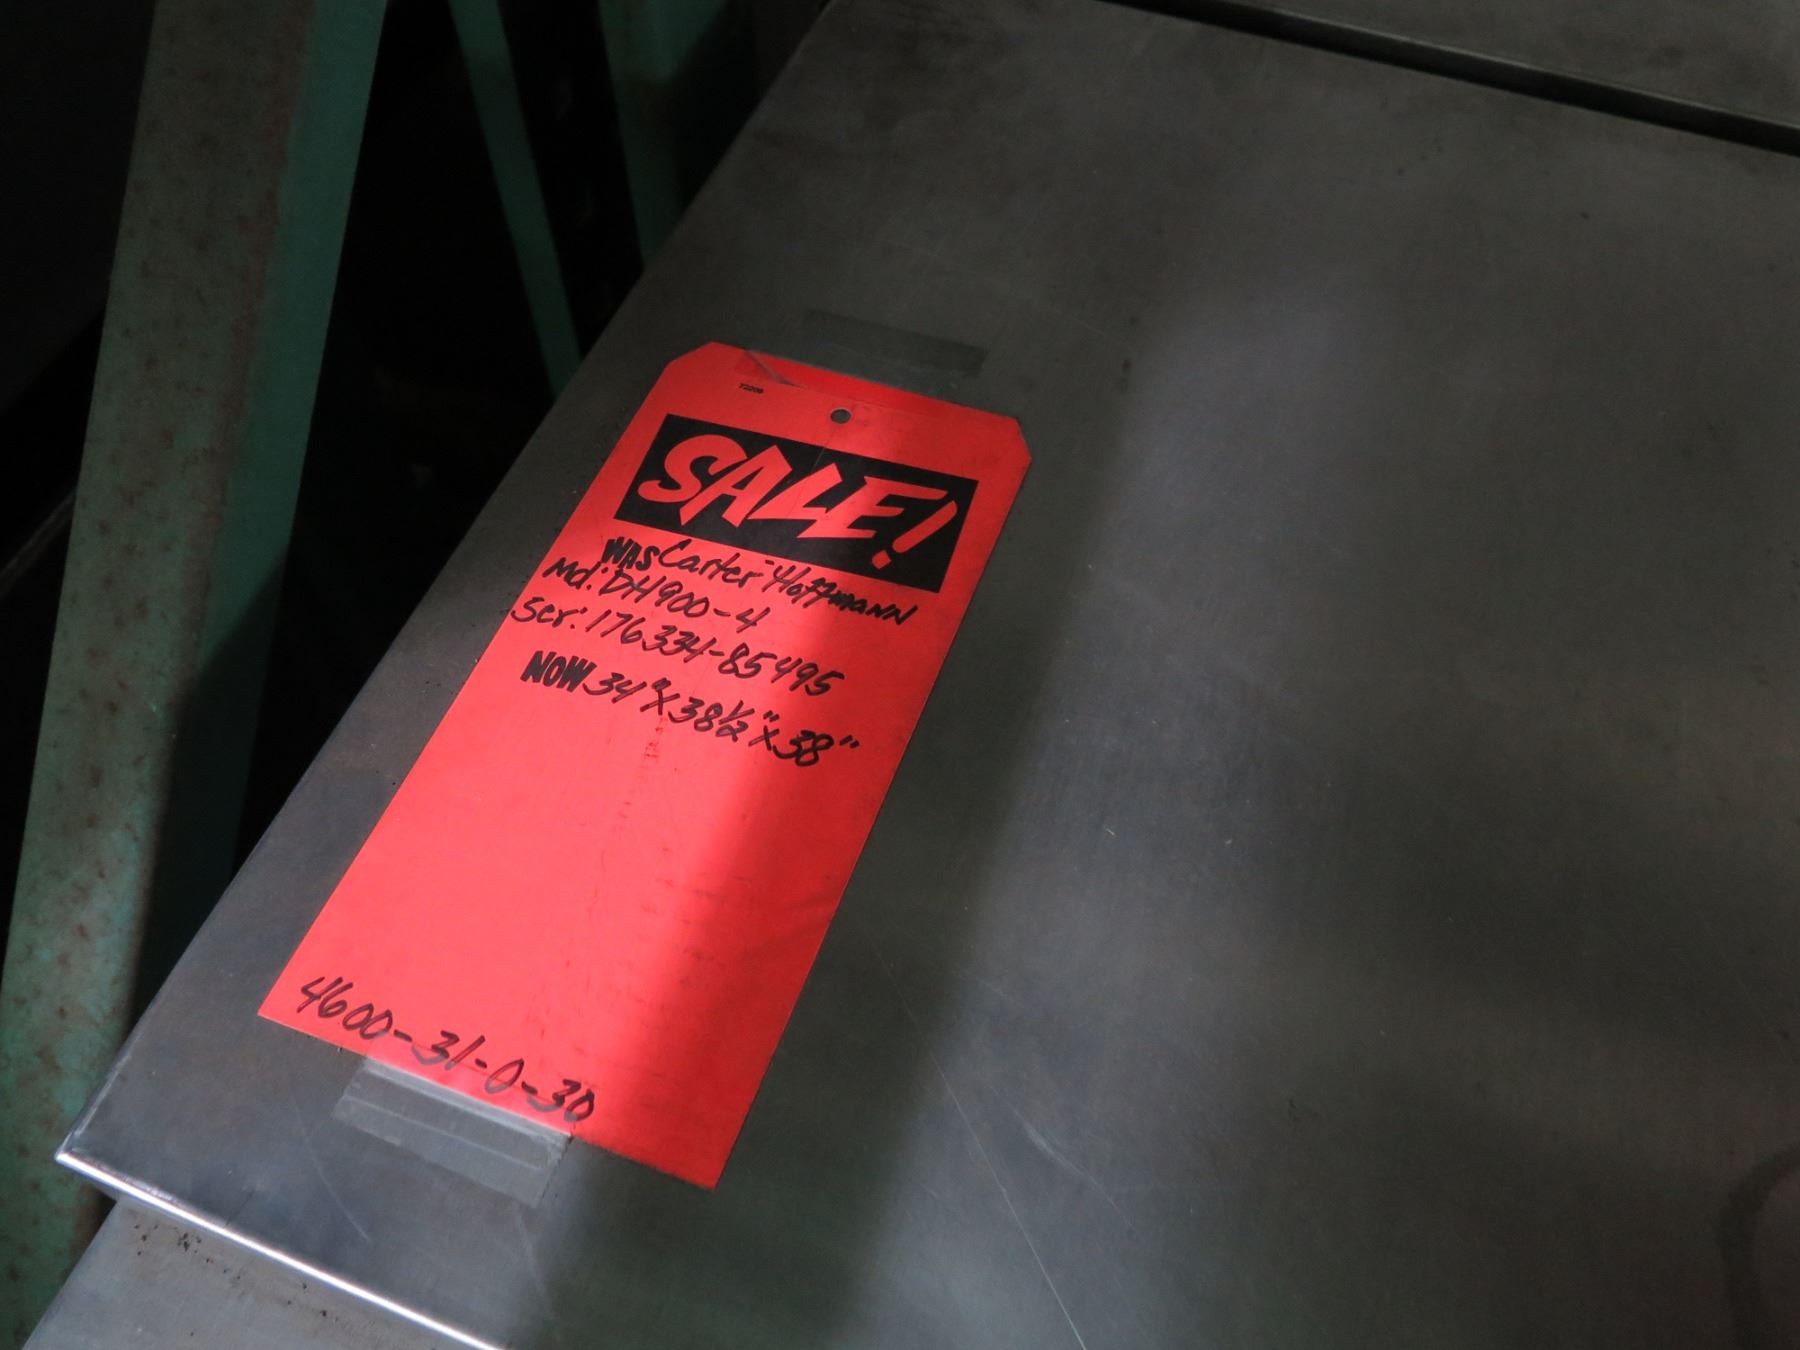 T2200
SALE!
WAS Carter-Hoffmann
Md: DH900-4
Ser: 176334-85495
NOW 34"x38½"x38"
4600-31-0-30